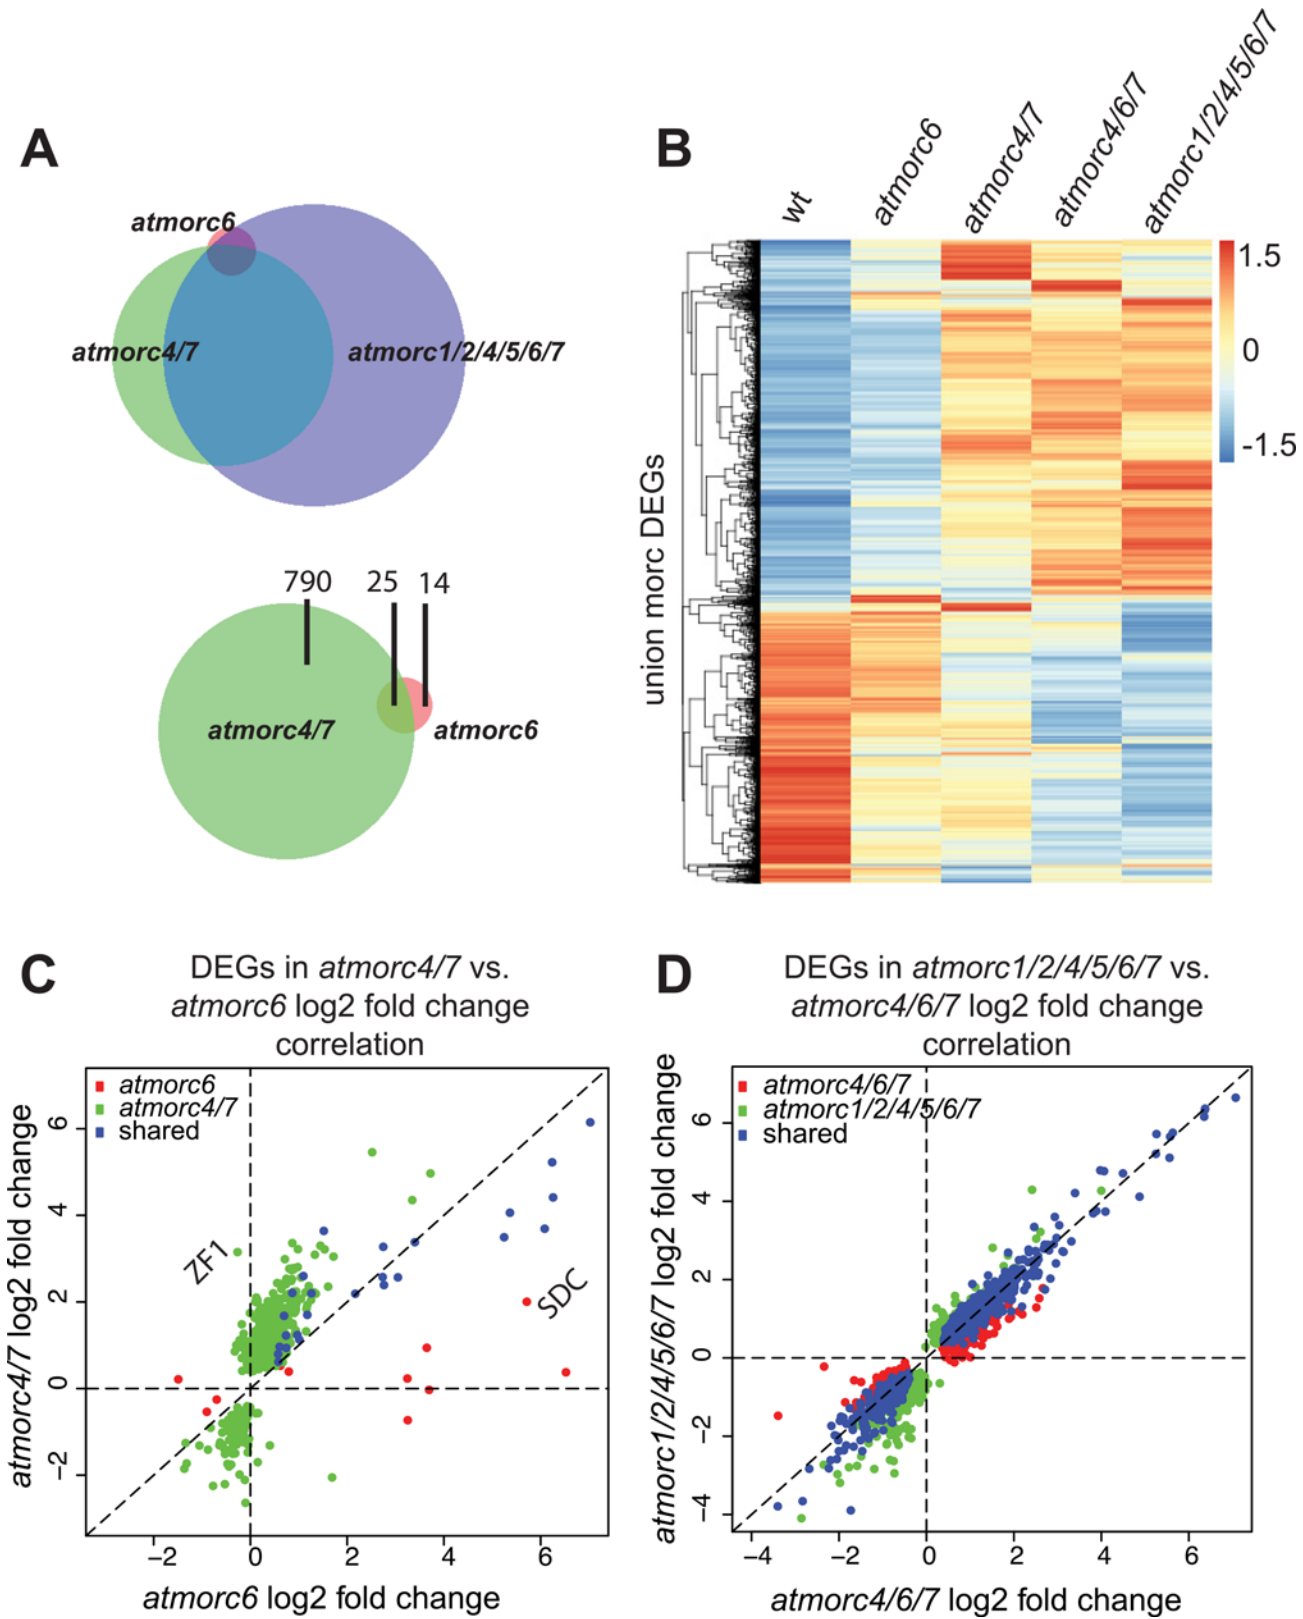 A
atmorc6
atmorc4/7
atmorc1/2/4/5/6/7
790
25
14
atmorc4/7
atmorc6
B
wt
atmorc6
atmorc4/7
atmorc4/6/7
atmorc1/2/4/5/6/7
1.5
0
-1.5
union morc DEGs
C
DEGs in atmorc4/7 vs.
atmorc6 log2 fold change
correlation
atmorc6
atmorc4/7
shared
ZF1
SDC
6
4
2
0
−2
atmorc4/7 log2 fold change
−2
0
2
4
6
atmorc6 log2 fold change
D
DEGs in atmorc1/2/4/5/6/7 vs.
atmorc4/6/7 log2 fold change
correlation
atmorc4/6/7
atmorc1/2/4/5/6/7
shared
6
4
2
0
−2
−4
atmorc1/2/4/5/6/7 log2 fold change
−4
−2
0
2
4
6
atmorc4/6/7 log2 fold change